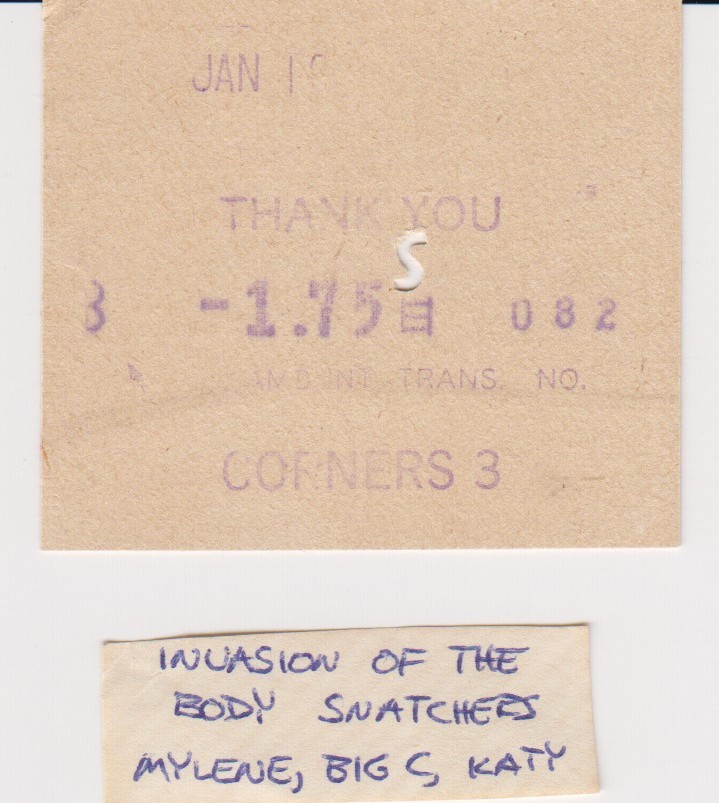 JAN 1
THANK YOU
S
3 -1.75 082
AMOUNT TRANS. NO.
CORNERS 3
INVASION OF THE
BODY SNATCHERS
MYLENE, BIG C, KATY